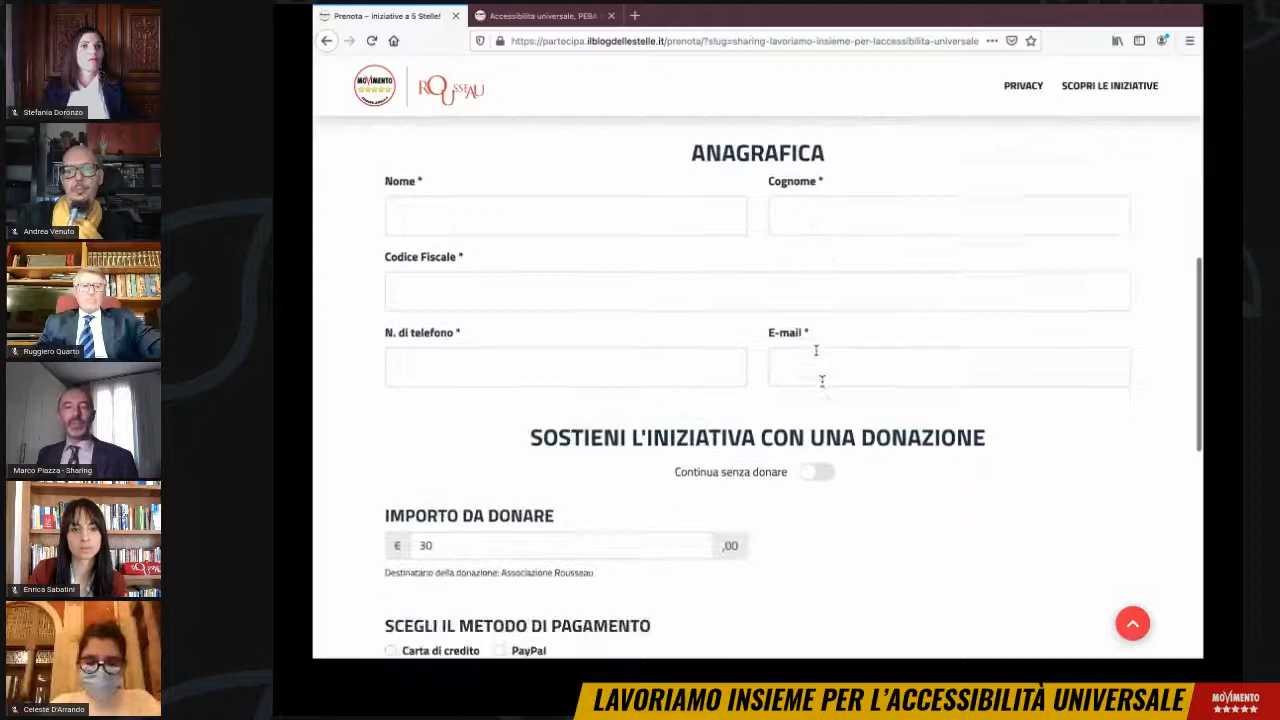 Prenota – Iniziative a 5 Stelle!
Accessibilità universale, PEBA
https://partecipa.ilblogdellestelle.it/prenota/?slug=sharing-lavoriamo-insieme-per-laccessibilita-universale
MOVIMENTO
ROUSSEAU
PRIVACY
SCOPRI LE INIZIATIVE
ANAGRAFICA
Nome *
Cognome *
Codice Fiscale *
N. di telefono *
E-mail *
SOSTIENI L'INIZIATIVA CON UNA DONAZIONE
Continua senza donare
IMPORTO DA DONARE
€ 30 ,00
Destinatario della donazione: Associazione Rousseau
SCEGLI IL METODO DI PAGAMENTO
Carta di credito
PayPal
Stefania Doronzo
Andrea Venuto
Ruggiero Quarto
Marco Piazza - Sharing
Enrica Sabatini
Celeste D'Arrando
LAVORIAMO INSIEME PER L'ACCESSIBILITÀ UNIVERSALE
MOVIMENTO